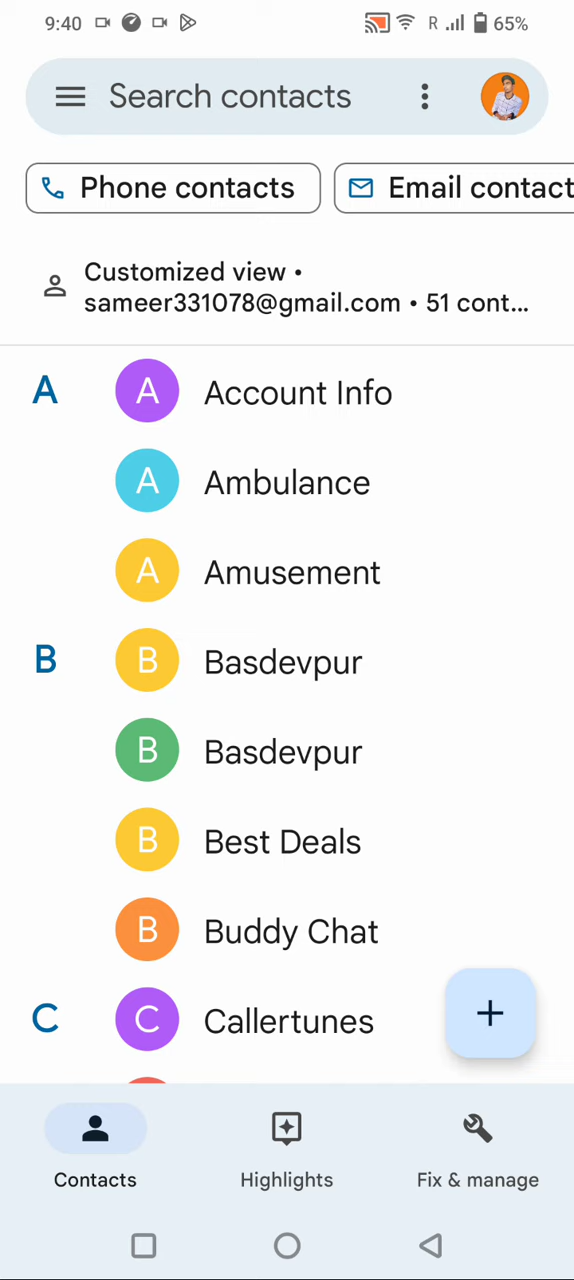 9:40 R 65%
Search contacts
Phone contacts Email contact
Customized view •
sameer331078@gmail.com • 51 cont...
A A Account Info
A Ambulance
A Amusement
B B Basdevpur
B Basdevpur
B Best Deals
B Buddy Chat
C C Callertunes
Contacts Highlights Fix & manage